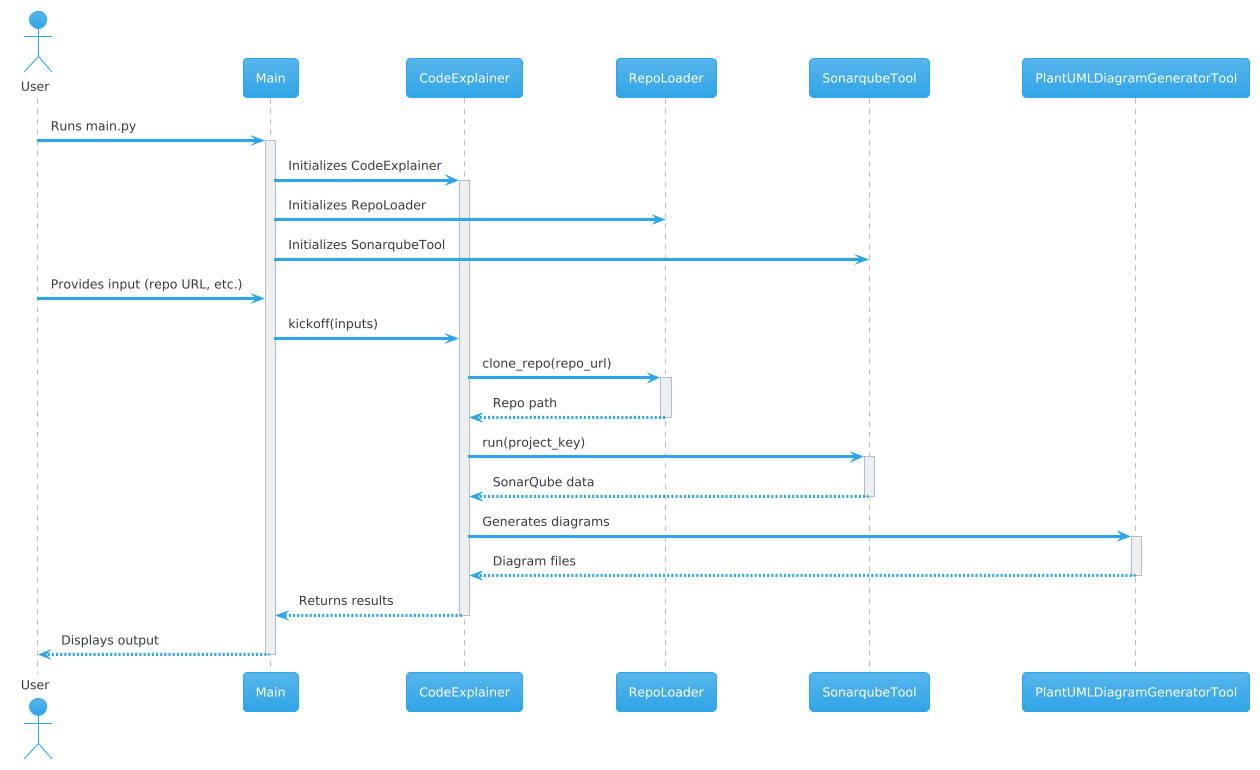 User
Main
CodeExplainer
RepoLoader
SonarqubeTool
PlantUMLDiagramGeneratorTool
Runs main.py
Initializes CodeExplainer
Initializes RepoLoader
Initializes SonarqubeTool
Provides input (repo URL, etc.)
kickoff(inputs)
clone_repo(repo_url)
Repo path
run(project_key)
SonarQube data
Generates diagrams
Diagram files
Returns results
Displays output
User
Main
CodeExplainer
RepoLoader
SonarqubeTool
PlantUMLDiagramGeneratorTool